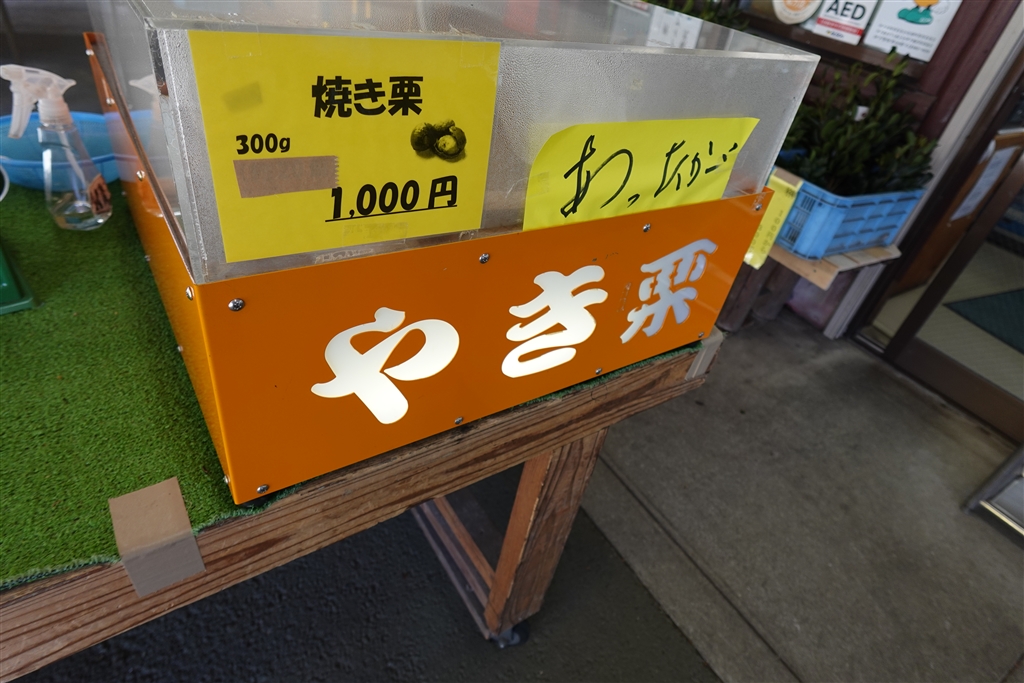 焼き栗
300g
1,000円
あったか〜い
やき栗
AED